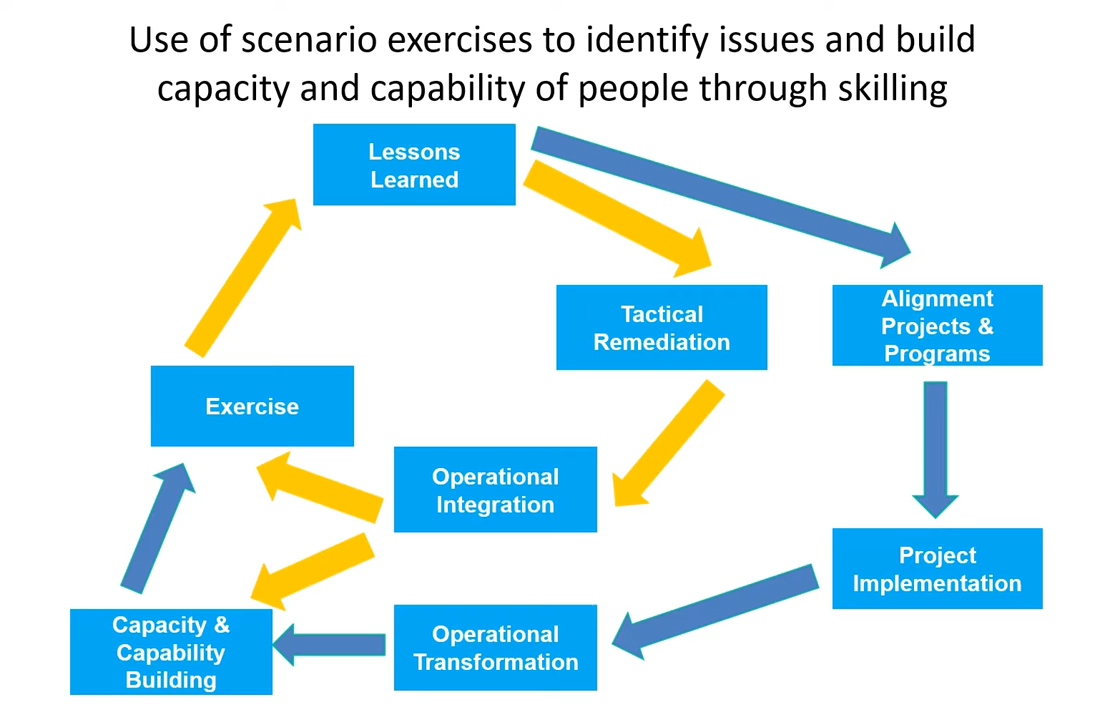 Use of scenario exercises to identify issues and build
capacity and capability of people through skilling
Lessons
Learned
Tactical
Remediation
Alignment
Projects &
Programs
Exercise
Operational
Integration
Project
Implementation
Capacity &
Capability
Building
Operational
Transformation